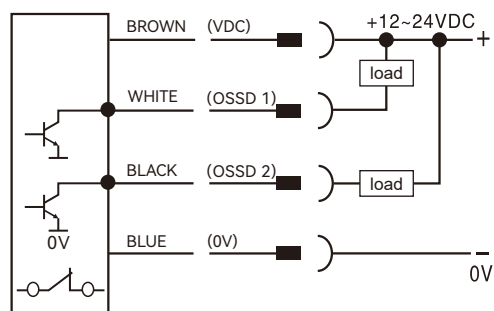 +12~24VDC
BROWN (VDC) +
load
WHITE (OSSD 1)
BLACK (OSSD 2)
load
0V
BLUE (0V) −
0V